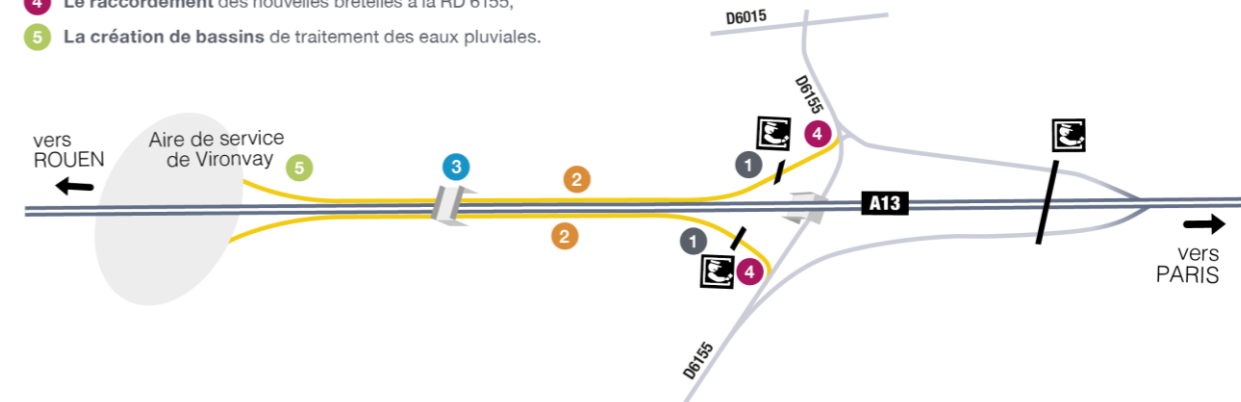 4 Le raccordement des nouvelles bretelles à la RD 6155,
5 La création de bassins de traitement des eaux pluviales.
D6015
D6155
vers
ROUEN
Aire de service
de Vironvay
5
3
2
1
4
A13
2
1
4
vers
PARIS
D6155